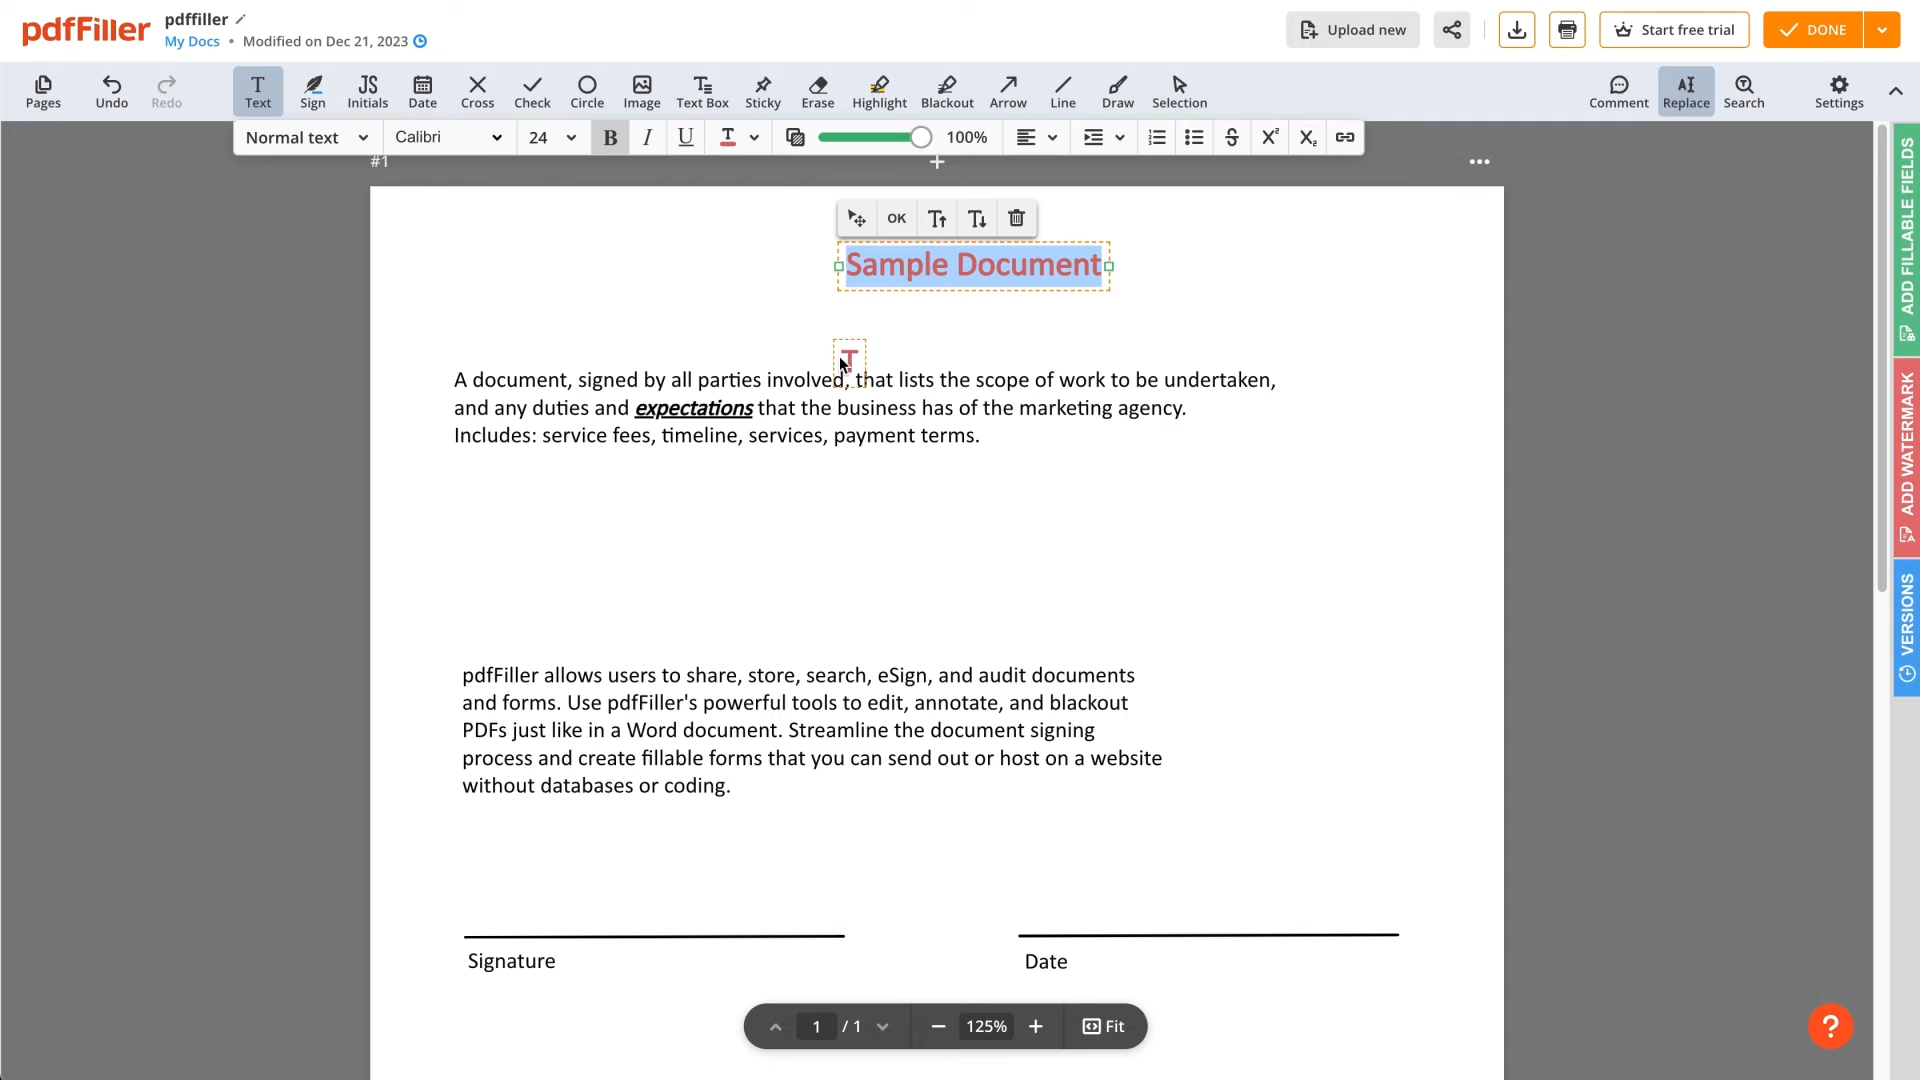 pdfFiller
pdffiller
My Docs • Modified on Dec 21, 2023
Upload new
Start free trial
DONE
Pages
Undo
Redo
T
Text
Sign
JS
Initials
Date
Cross
Check
Circle
Image
Text Box
Sticky
Erase
Highlight
Blackout
Arrow
Line
Draw
Selection
Comment
Replace
Search
Settings
Normal text
Calibri
24
B
I
U
T
100%
#1
OK
Sample Document
T
A document, signed by all parties involved, that lists the scope of work to be undertaken,
and any duties and expectations that the business has of the marketing agency.
Includes: service fees, timeline, services, payment terms.
pdfFiller allows users to share, store, search, eSign, and audit documents
and forms. Use pdfFiller's powerful tools to edit, annotate, and blackout
PDFs just like in a Word document. Streamline the document signing
process and create fillable forms that you can send out or host on a website
without databases or coding.
Signature
Date
1 / 1
125%
Fit
ADD FILLABLE FIELDS
ADD WATERMARK
VERSIONS
?